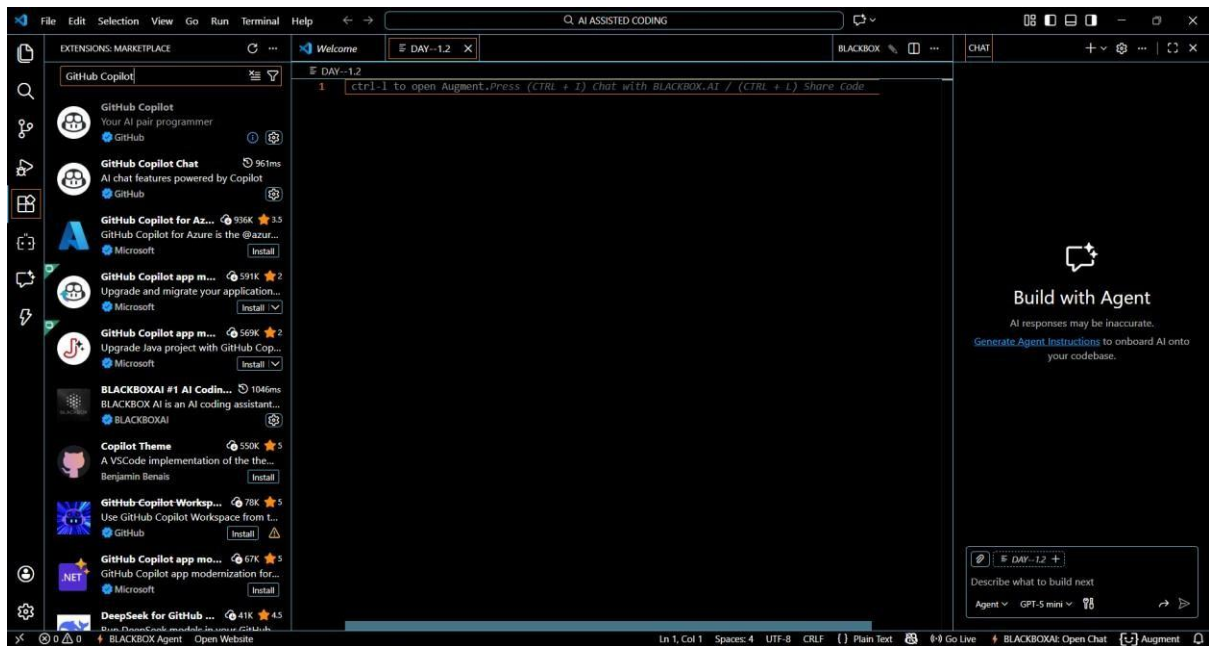 File Edit Selection View Go Run Terminal Help
AI ASSISTED CODING
EXTENSIONS: MARKETPLACE
GitHub Copilot
GitHub Copilot
Your AI pair programmer
GitHub
GitHub Copilot Chat 961ms
AI chat features powered by Copilot
GitHub
GitHub Copilot for Az... 936K 3.5
GitHub Copilot for Azure is the @azur...
Microsoft Install
GitHub Copilot app m... 591K 2
Upgrade and migrate your application...
Microsoft Install
GitHub Copilot app m... 569K 2
Upgrade Java project with GitHub Cop...
Microsoft Install
BLACKBOXAI #1 AI Codin... 1046ms
BLACKBOX AI is an AI coding assistant...
BLACKBOXAI
Copilot Theme 550K 5
A VSCode implementation of the the...
Benjamin Benais Install
GitHub Copilot Worksp... 78K 5
Use GitHub Copilot Workspace from t...
GitHub Install
.NET
GitHub Copilot app mo... 67K 5
GitHub Copilot app modernization for...
Microsoft Install
DeepSeek for GitHub ... 41K 4.5
Run DeepSeek models in your GitHub
Welcome DAY--1.2 BLACKBOX
DAY--1.2
1 ctrl-l to open Augment.Press (CTRL + I) Chat with BLACKBOX.AI / (CTRL + L) Share Code
CHAT
Build with Agent
AI responses may be inaccurate.
Generate Agent Instructions to onboard AI onto
your codebase.
DAY--1.2
Describe what to build next
Agent GPT-5 mini
0 0 BLACKBOX Agent Open Website Ln 1, Col 1 Spaces: 4 UTF-8 CRLF {} Plain Text Go Live BLACKBOXAI: Open Chat Augment